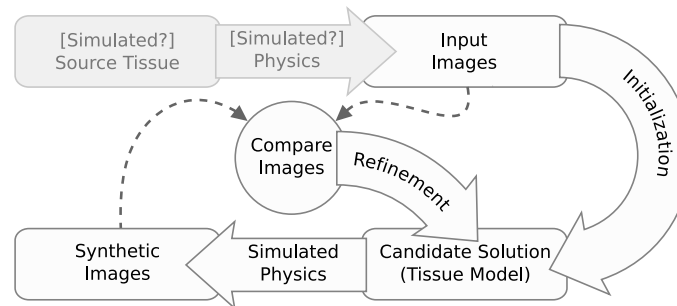 [Simulated?]
Source Tissue
[Simulated?]
Physics
Input
Images
Initialization
Compare
Images
Refinement
Synthetic
Images
Simulated
Physics
Candidate Solution
(Tissue Model)